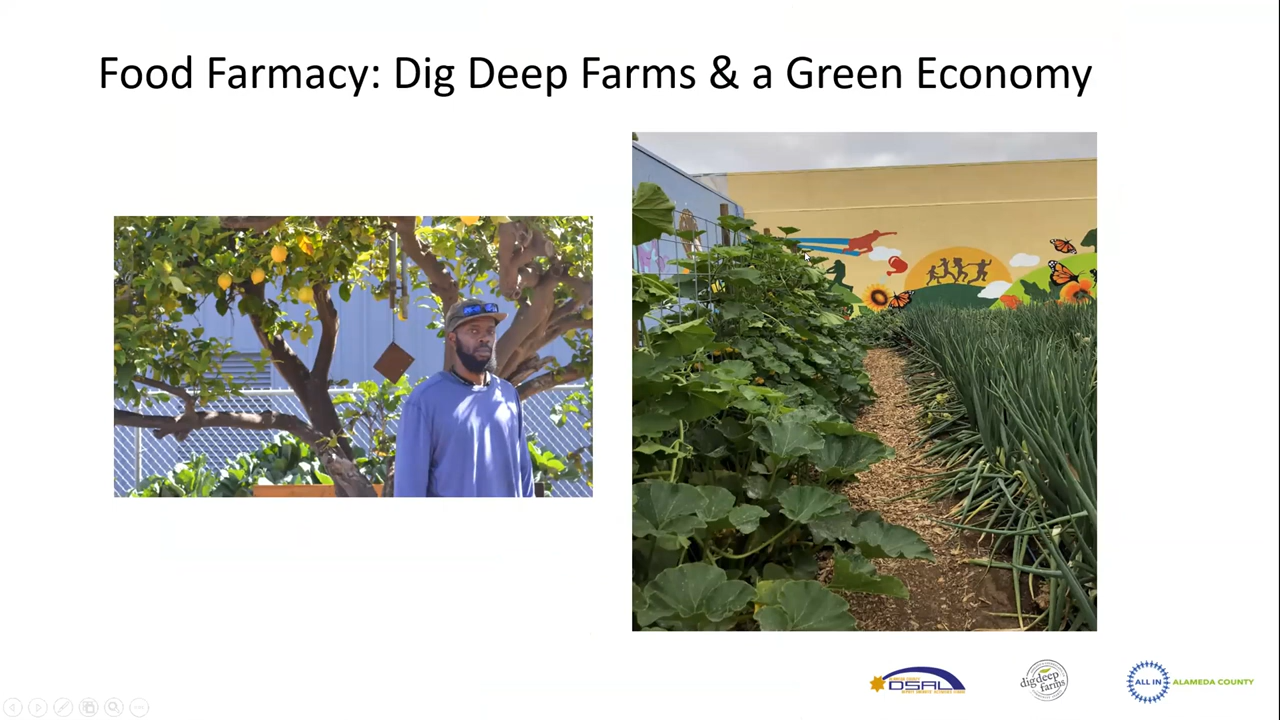 Food Farmacy: Dig Deep Farms & a Green Economy
DSAL
dig deep
farms
ALL IN ALAMEDA COUNTY